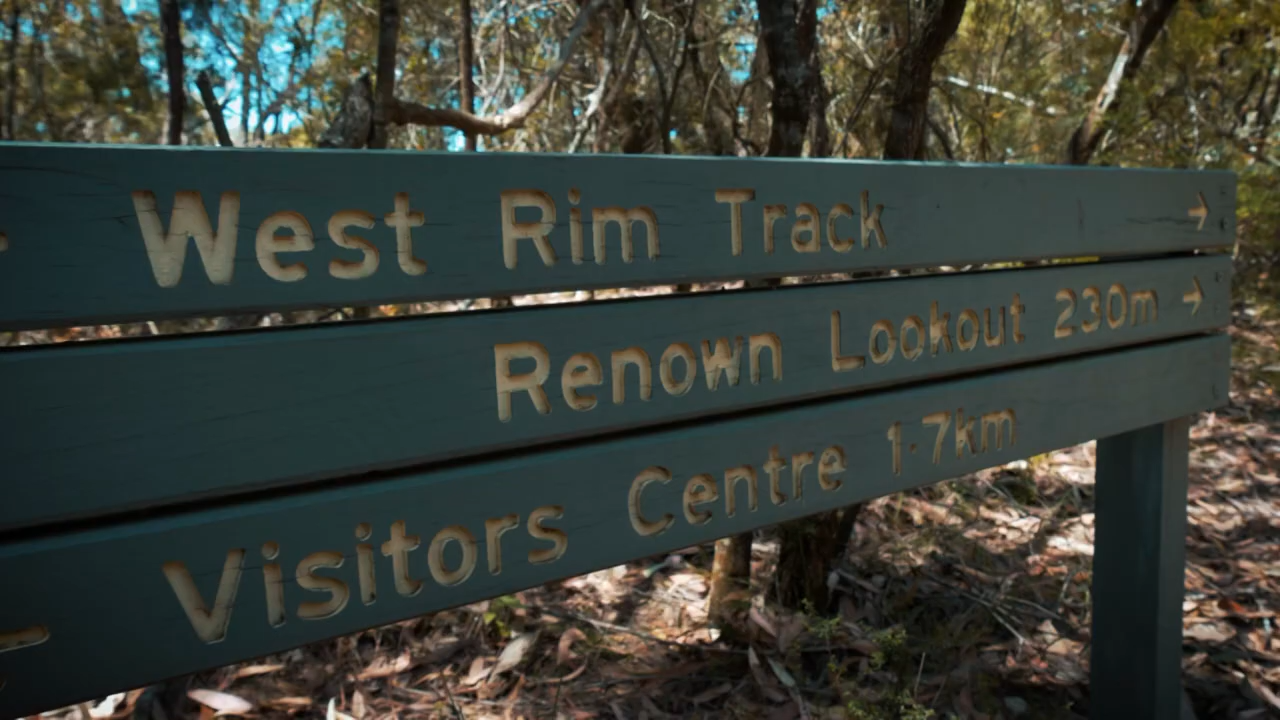 West Rim Track →
Renown Lookout 230m →
Visitors Centre 1·7km